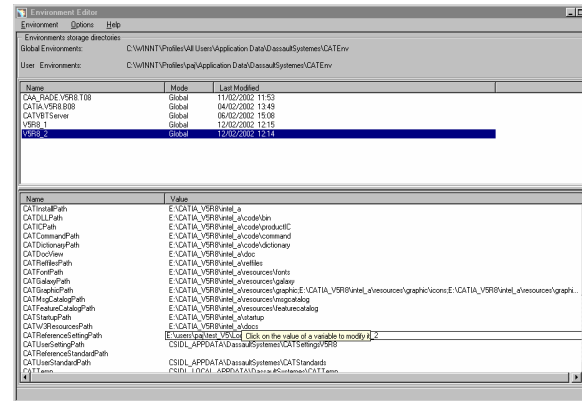 Environment Editor
Environment Options Help
Environments storage directories
Global Environments: C:\WINNT\Profiles\All Users\Application Data\DassaultSystemes\CATEnv
User Environments: C:\WINNT\Profiles\paj\Application Data\DassaultSystemes\CATEnv
Name Mode Last Modified
CAA_RADE.V5R8.T08 Global 11/02/2002 11:53
CATIA.V5R8.B08 Global 04/02/2002 13:49
CATVBTServer Global 06/02/2002 15:08
V5R8_1 Global 12/02/2002 12:15
V5R8_2 Global 12/02/2002 12:14
Name Value
CATInstallPath E:\CATIA_V5R8\intel_a
CATDLLPath E:\CATIA_V5R8\intel_a\code\bin
CATICPath E:\CATIA_V5R8\intel_a\code\productIC
CATCommandPath E:\CATIA_V5R8\intel_a\code\command
CATDictionaryPath E:\CATIA_V5R8\intel_a\code\dictionary
CATDocView E:\CATIA_V5R8\intel_a\doc
CATReffilesPath E:\CATIA_V5R8\intel_a\reffiles
CATFontPath E:\CATIA_V5R8\intel_a\resources\fonts
CATGalaxyPath E:\CATIA_V5R8\intel_a\resources\galaxy
CATGraphicPath E:\CATIA_V5R8\intel_a\resources\graphic;E:\CATIA_V5R8\intel_a\resources\graphic\icons;E:\CATIA_V5R8\intel_a\resources\graphi...
CATMsgCatalogPath E:\CATIA_V5R8\intel_a\resources\msgcatalog
CATFeatureCatalogPath E:\CATIA_V5R8\intel_a\resources\featurecatalog
CATStartupPath E:\CATIA_V5R8\intel_a\startup
CATW3ResourcesPath E:\CATIA_V5R8\intel_a\docs
CATReferenceSettingPath E:\users\paj\test_V5\Loc Click on the value of a variable to modify it _2
CATUserSettingPath CSIDL_APPDATA\DassaultSystemes\CATSettingsV5R8
CATReferenceStandardPath
CATUserStandardPath CSIDL_APPDATA\DassaultSystemes\CATStandards
CATTemp CSIDL_LOCAL_APPDATA\DassaultSystemes\CATTemp